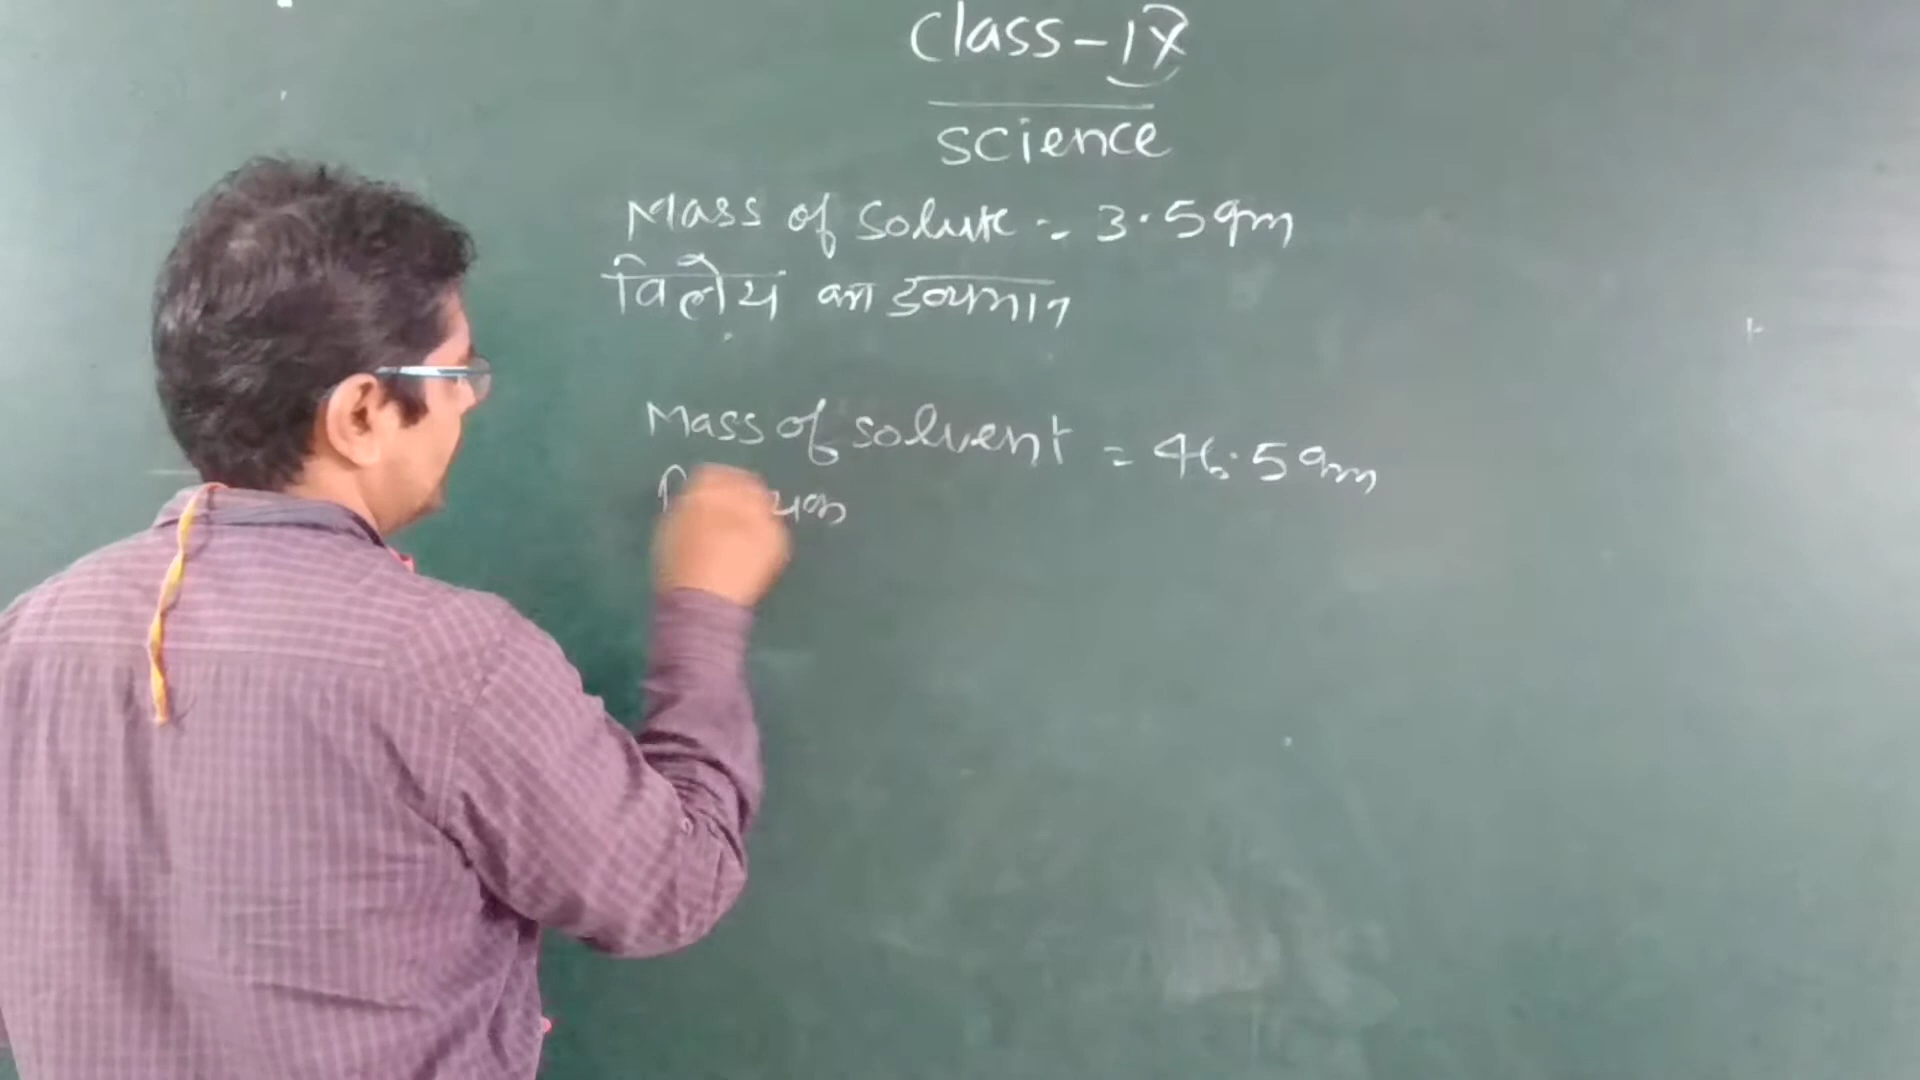 Class-IX
science
Mass of Solute = 3.5gm
विलेय का द्रव्यमान
Mass of solvent = 46.5gm